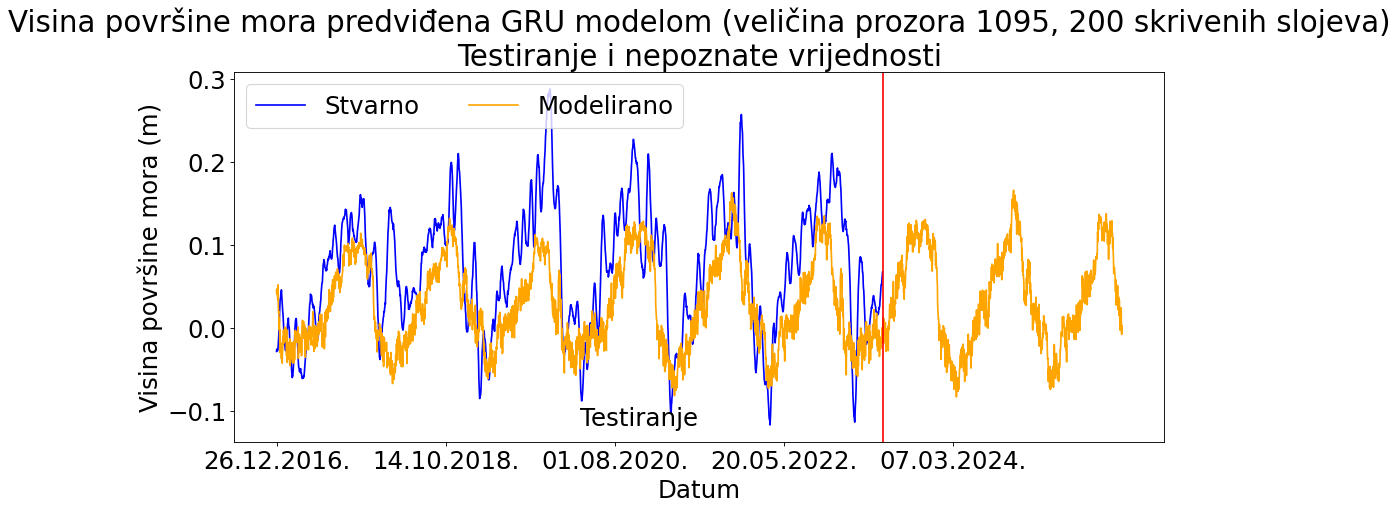 Visina površine mora predviđena GRU modelom (veličina prozora 1095, 200 skrivenih slojeva)
Testiranje i nepoznate vrijednosti
Stvarno
Modelirano
Visina površine mora (m)
0.3
0.2
0.1
0.0
−0.1
Testiranje
26.12.2016.
14.10.2018.
01.08.2020.
20.05.2022.
07.03.2024.
Datum